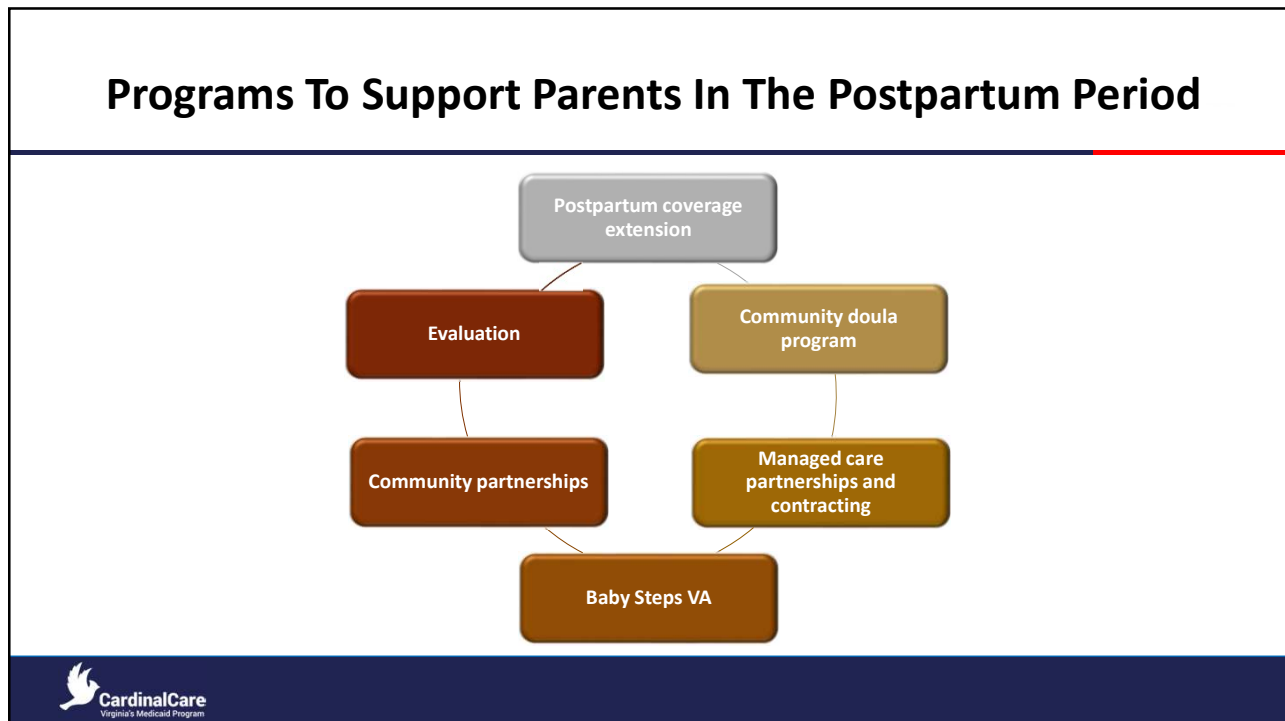 Programs To Support Parents In The Postpartum Period
Postpartum coverage
extension
Community doula
program
Managed care
partnerships and
contracting
Baby Steps VA
Community partnerships
Evaluation
CardinalCare
Virginia's Medicaid Program